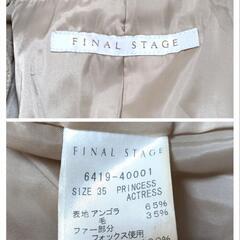 FINAL STAGE
FINAL STAGE
6419-40001
SIZE 35 PRINCESS
ACTRESS
表地 アンゴラ 65%
毛 35%
ファー部分
フォックス使用